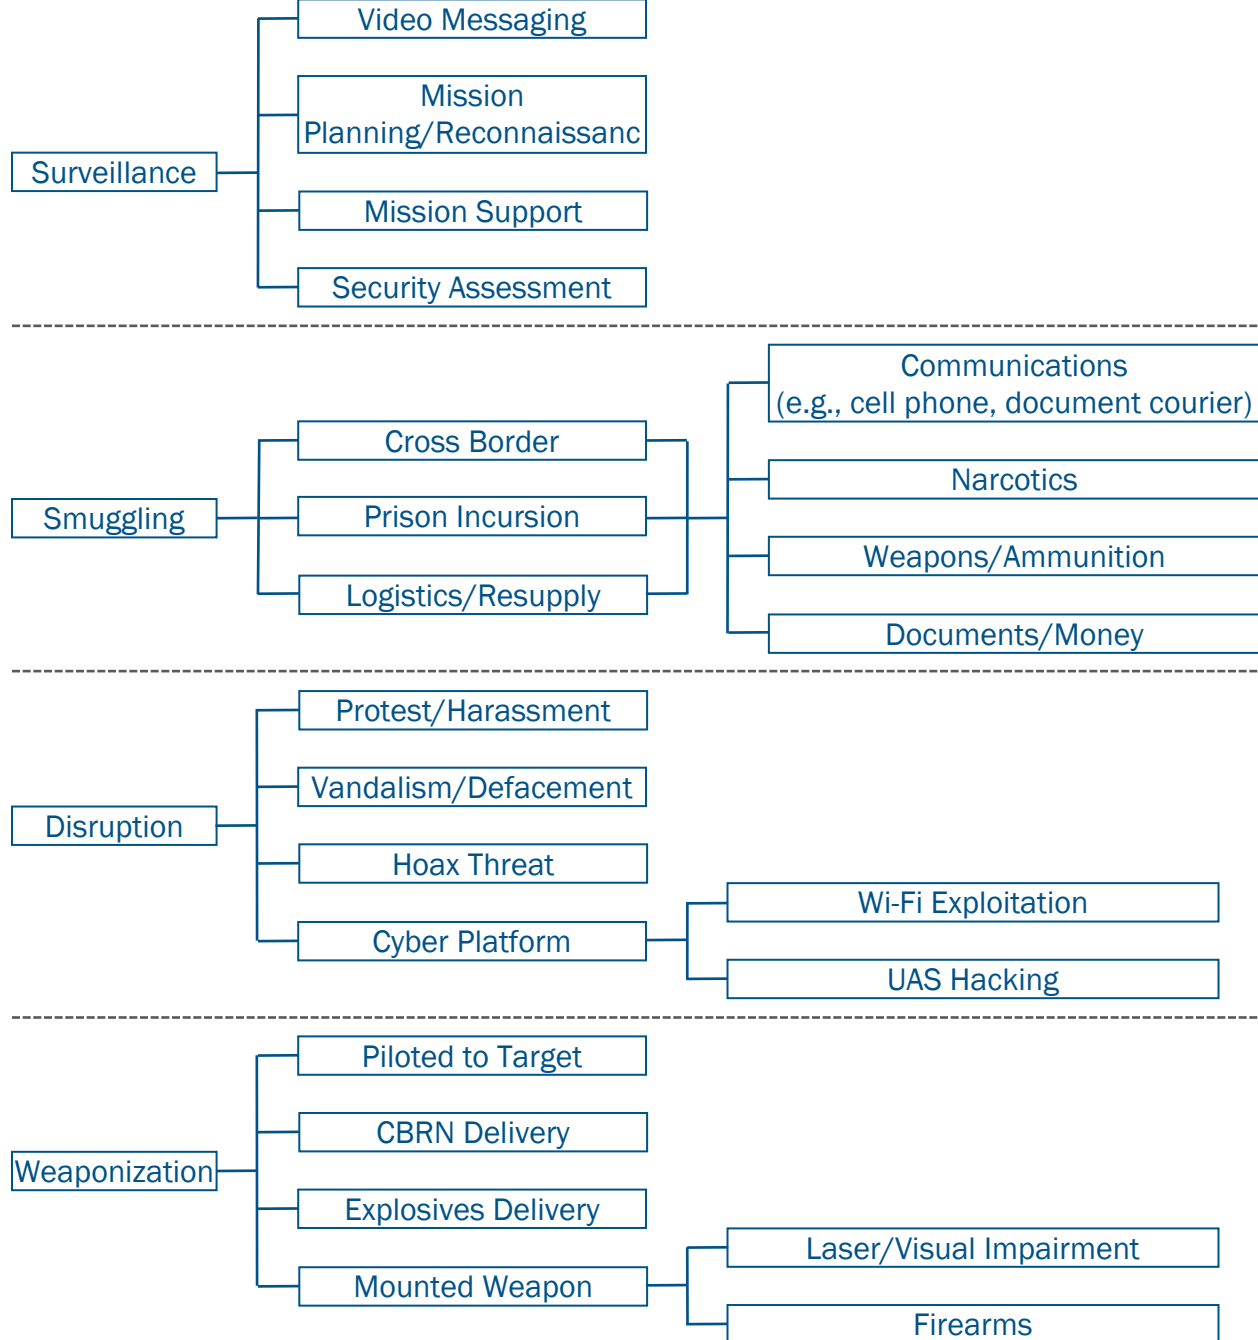 Video Messaging
Mission
Planning/Reconnaissanc
Surveillance
Mission Support
Security Assessment
Communications
(e.g., cell phone, document courier)
Cross Border
Narcotics
Smuggling
Prison Incursion
Weapons/Ammunition
Logistics/Resupply
Documents/Money
Protest/Harassment
Vandalism/Defacement
Disruption
Hoax Threat
Wi-Fi Exploitation
Cyber Platform
UAS Hacking
Piloted to Target
CBRN Delivery
Weaponization
Explosives Delivery
Laser/Visual Impairment
Mounted Weapon
Firearms